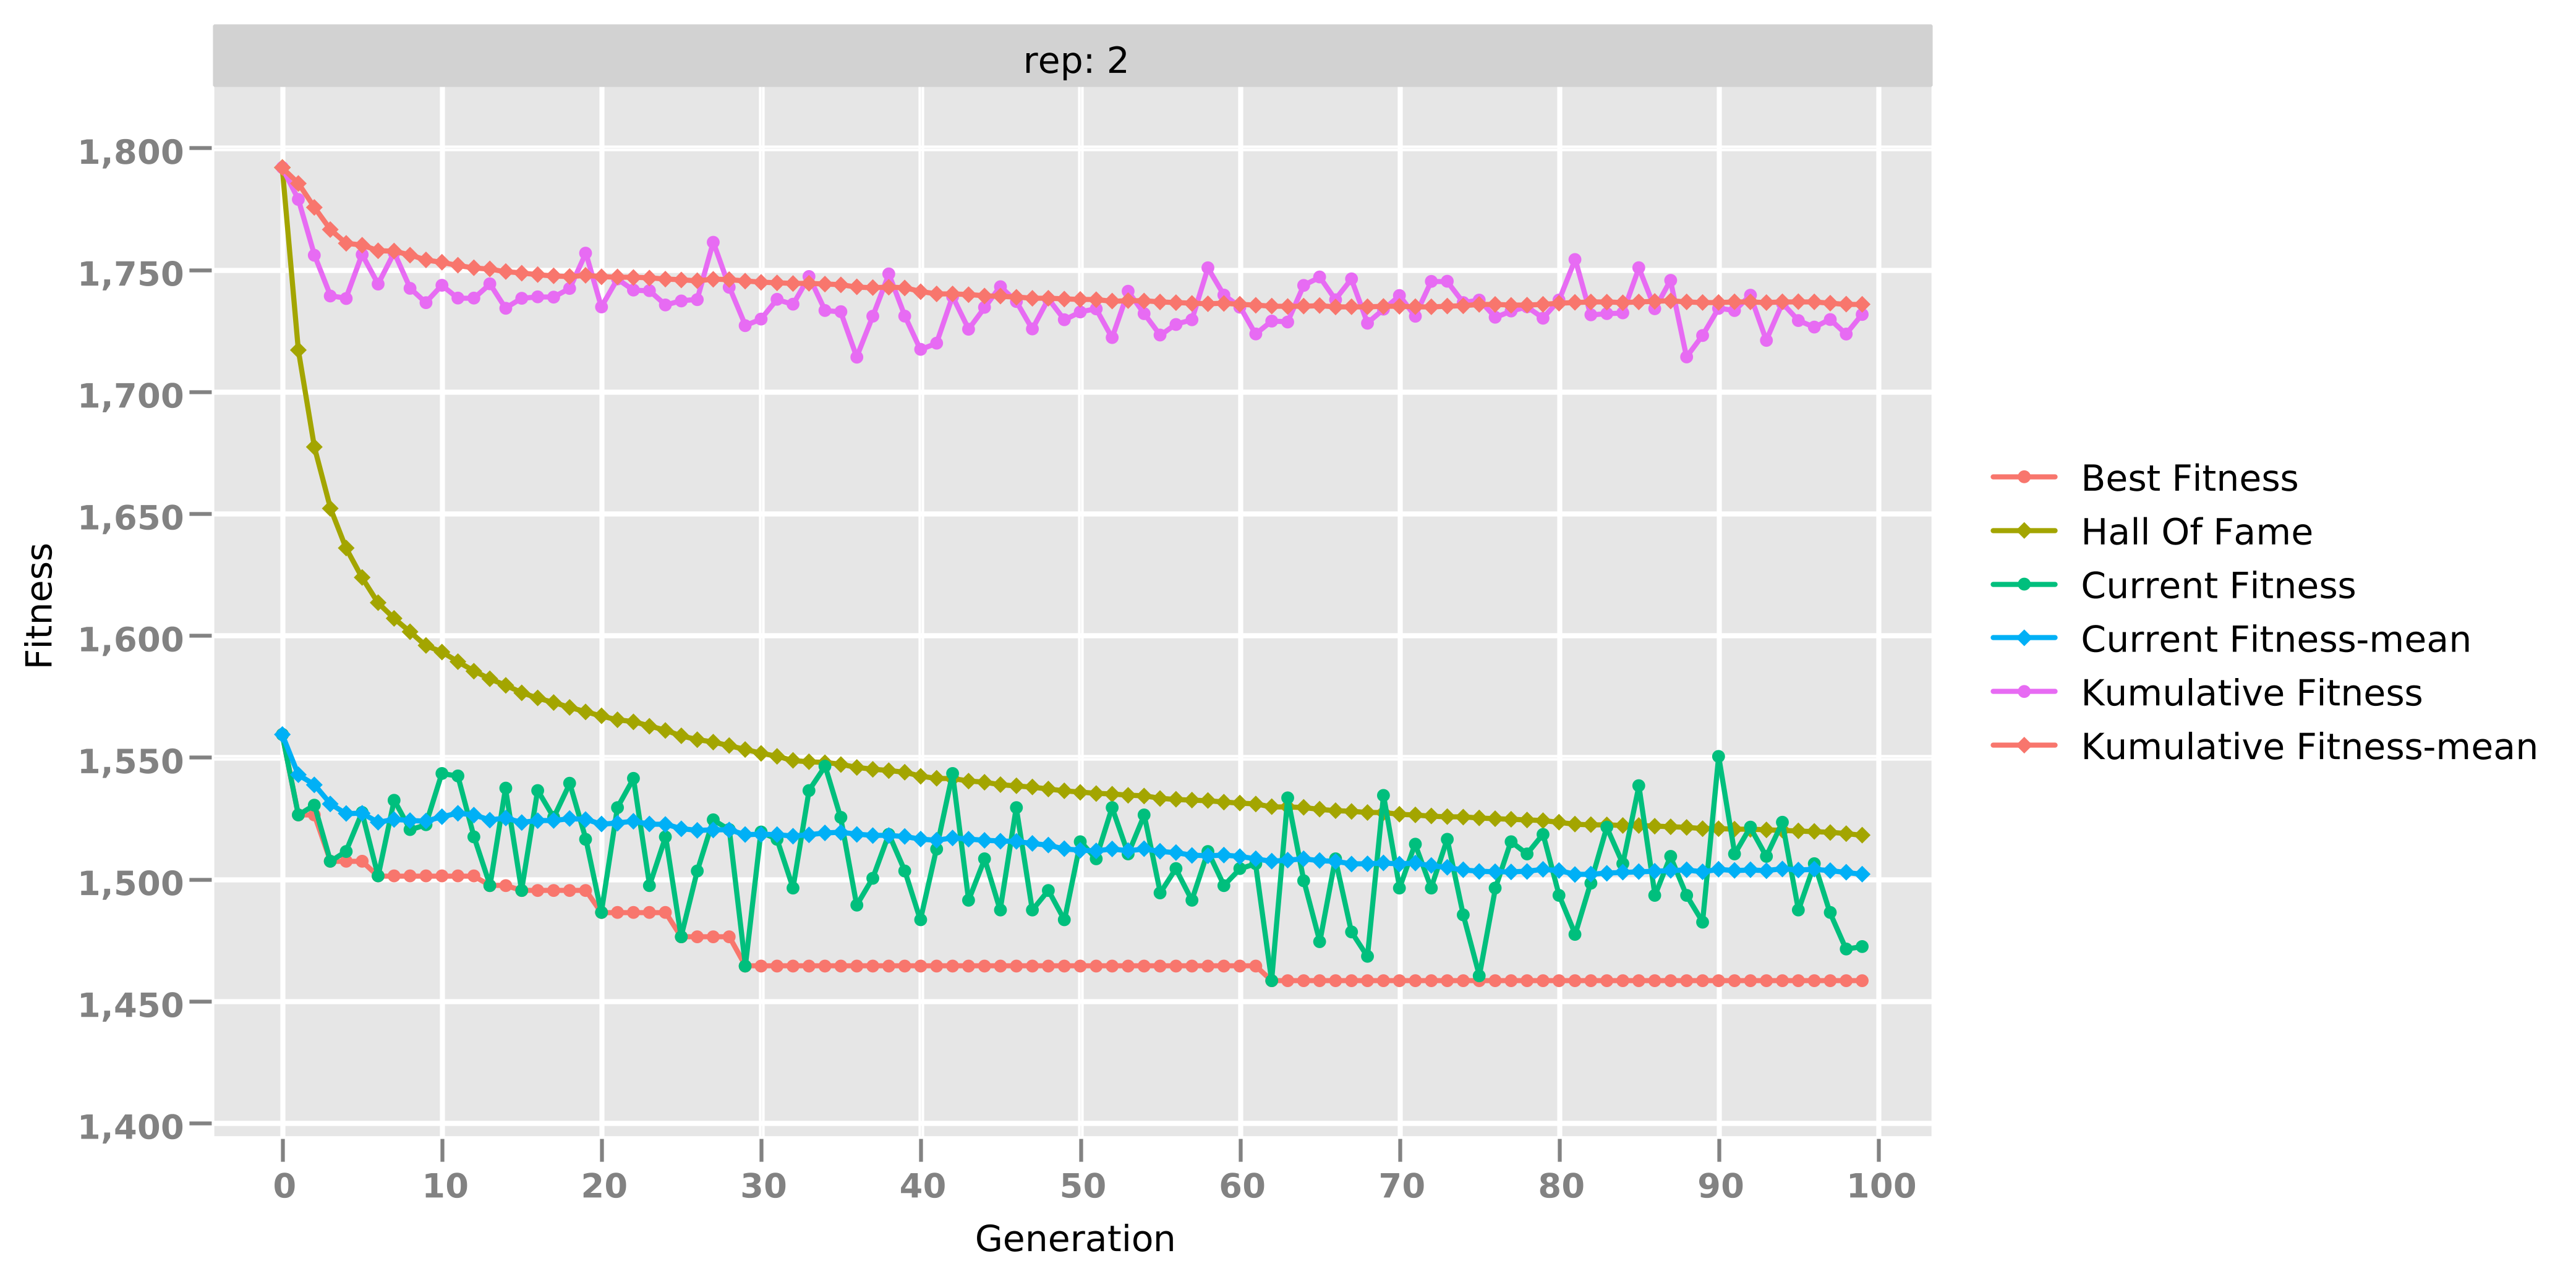 rep: 2
1,800
1,750
1,700
1,650
1,600
1,550
1,500
1,450
1,400
Fitness
0 10 20 30 40 50 60 70 80 90 100
Generation
Best Fitness
Hall Of Fame
Current Fitness
Current Fitness-mean
Kumulative Fitness
Kumulative Fitness-mean